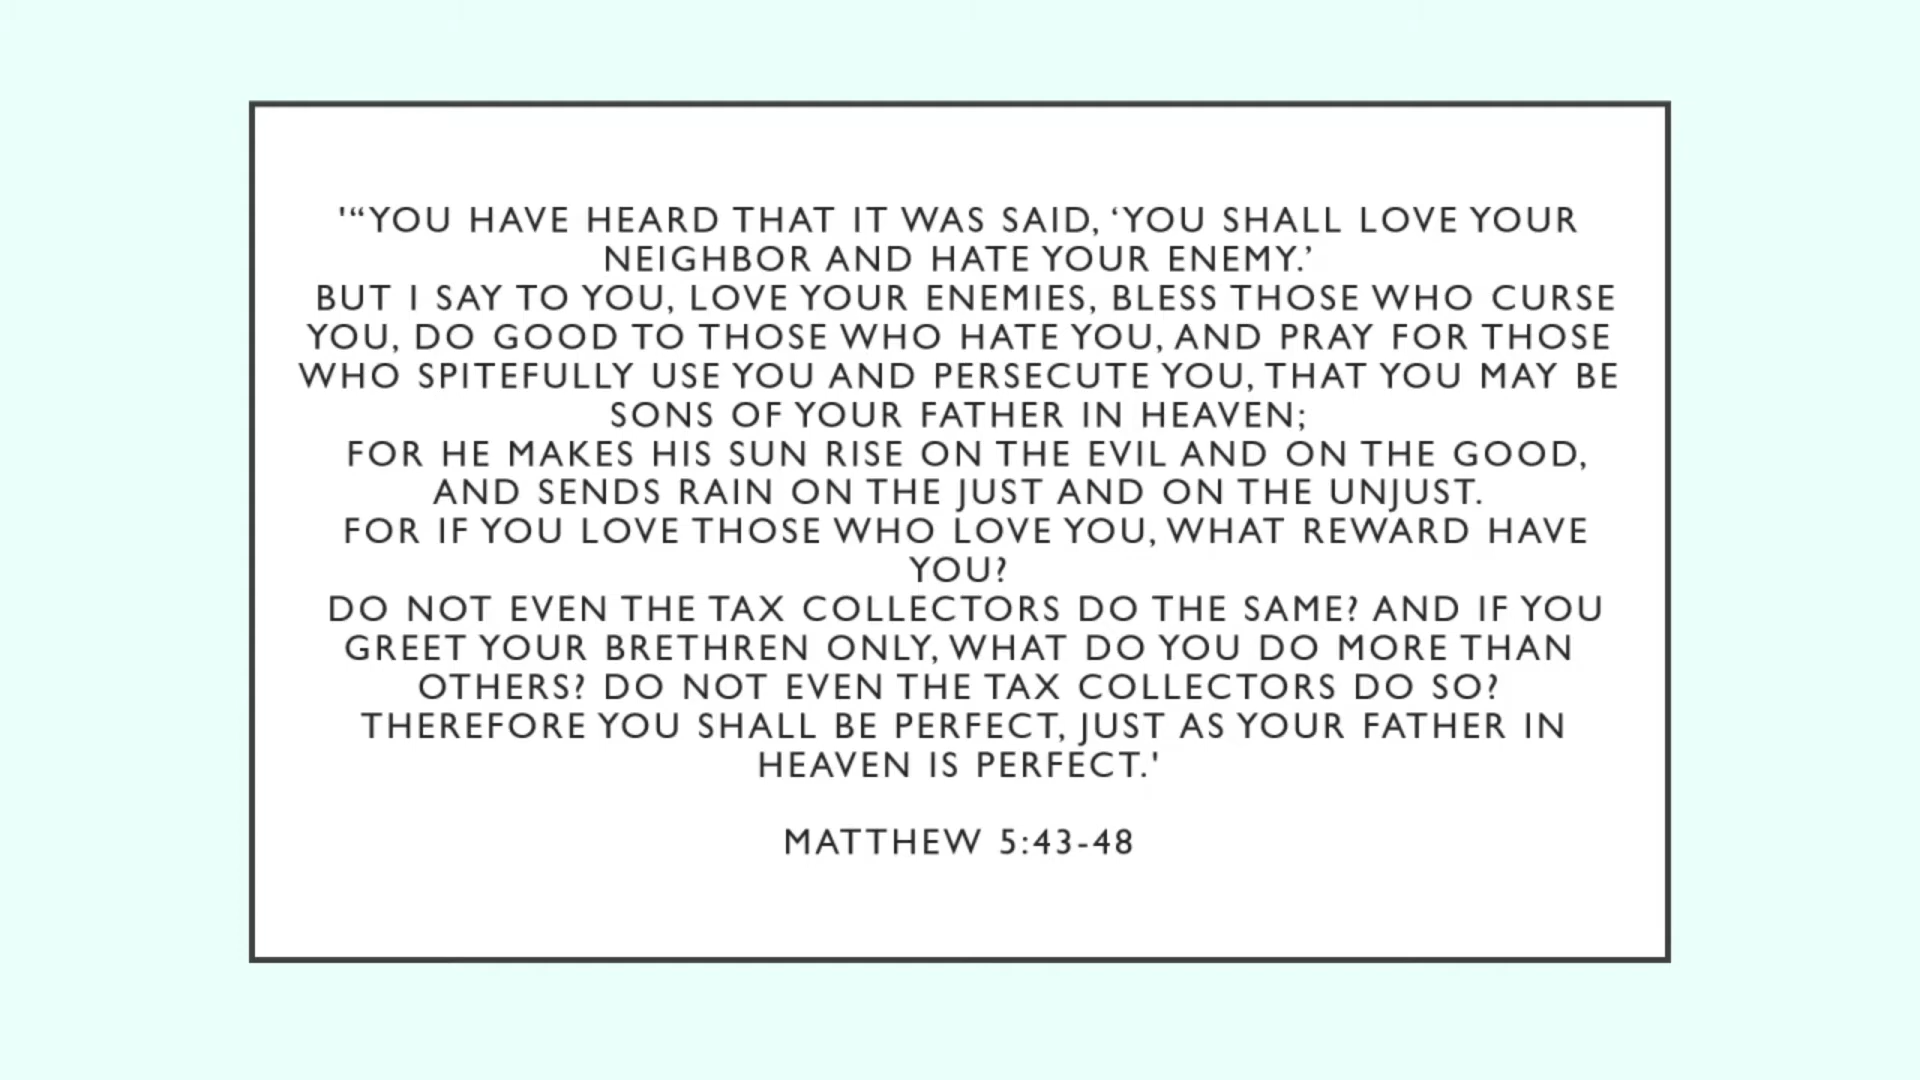 '“YOU HAVE HEARD THAT IT WAS SAID, ‘YOU SHALL LOVE YOUR
NEIGHBOR AND HATE YOUR ENEMY.’
BUT I SAY TO YOU, LOVE YOUR ENEMIES, BLESS THOSE WHO CURSE
YOU, DO GOOD TO THOSE WHO HATE YOU, AND PRAY FOR THOSE
WHO SPITEFULLY USE YOU AND PERSECUTE YOU, THAT YOU MAY BE
SONS OF YOUR FATHER IN HEAVEN;
FOR HE MAKES HIS SUN RISE ON THE EVIL AND ON THE GOOD,
AND SENDS RAIN ON THE JUST AND ON THE UNJUST.
FOR IF YOU LOVE THOSE WHO LOVE YOU, WHAT REWARD HAVE
YOU?
DO NOT EVEN THE TAX COLLECTORS DO THE SAME? AND IF YOU
GREET YOUR BRETHREN ONLY, WHAT DO YOU DO MORE THAN
OTHERS? DO NOT EVEN THE TAX COLLECTORS DO SO?
THEREFORE YOU SHALL BE PERFECT, JUST AS YOUR FATHER IN
HEAVEN IS PERFECT.'
MATTHEW 5:43-48